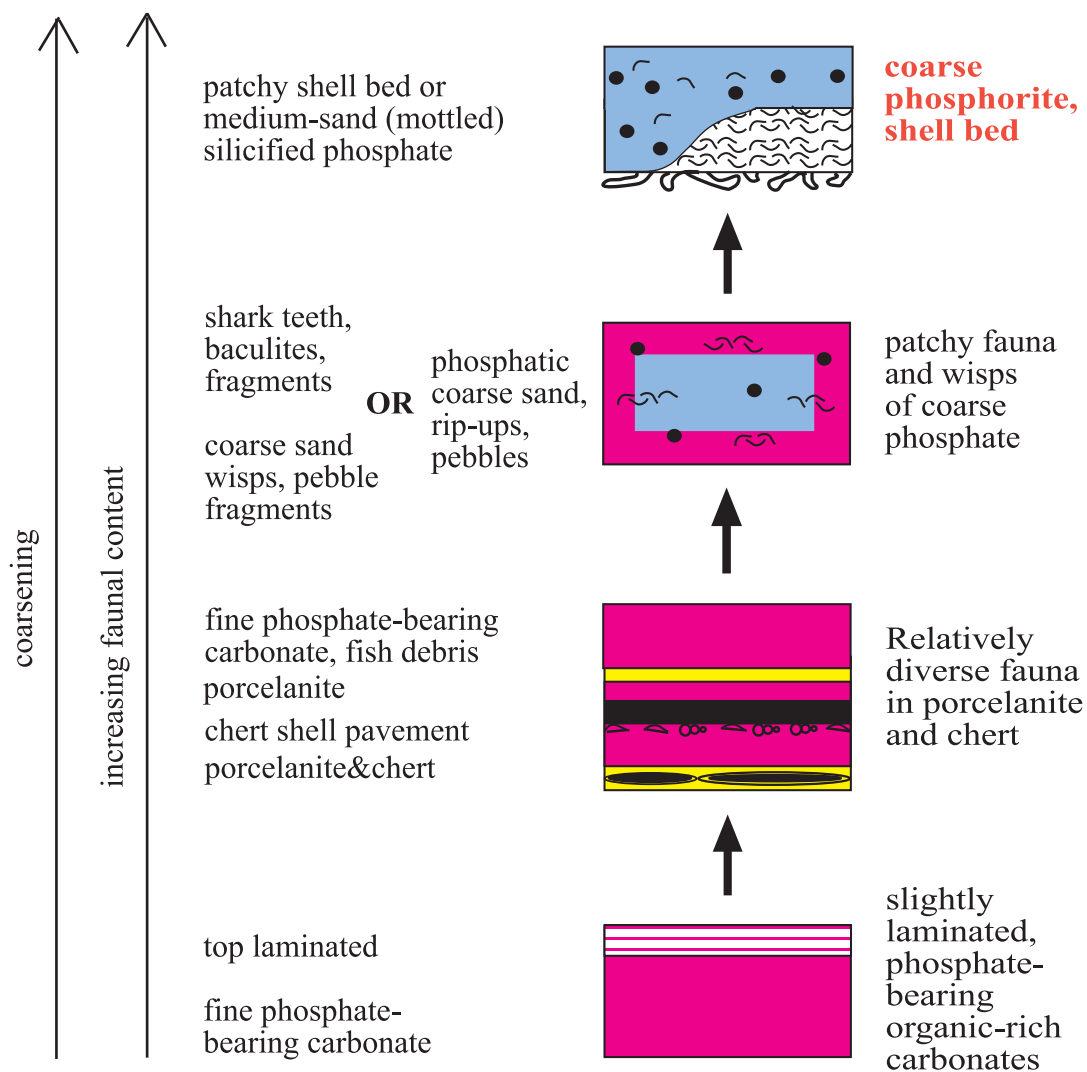 patchy shell bed or
medium-sand (mottled)
silicified phosphate
coarse
phosphorite,
shell bed
shark teeth,
baculites,
fragments
coarse sand
wisps, pebble
fragments
OR
phosphatic
coarse sand,
rip-ups,
pebbles
patchy fauna
and wisps
of coarse
phosphate
coarsening
increasing faunal content
fine phosphate-bearing
carbonate, fish debris
porcelanite
chert shell pavement
porcelanite&chert
Relatively
diverse fauna
in porcelanite
and chert
top laminated
fine phosphate-
bearing carbonate
slightly
laminated,
phosphate-
bearing
organic-rich
carbonates